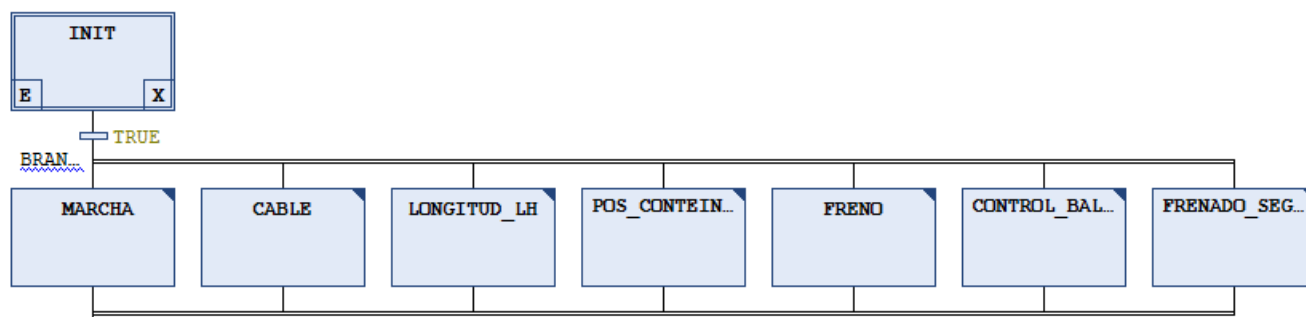 INIT
E X
TRUE
BRAN...
MARCHA CABLE LONGITUD_LH POS_CONTEIN... FRENO CONTROL_BAL... FRENADO_SEG...